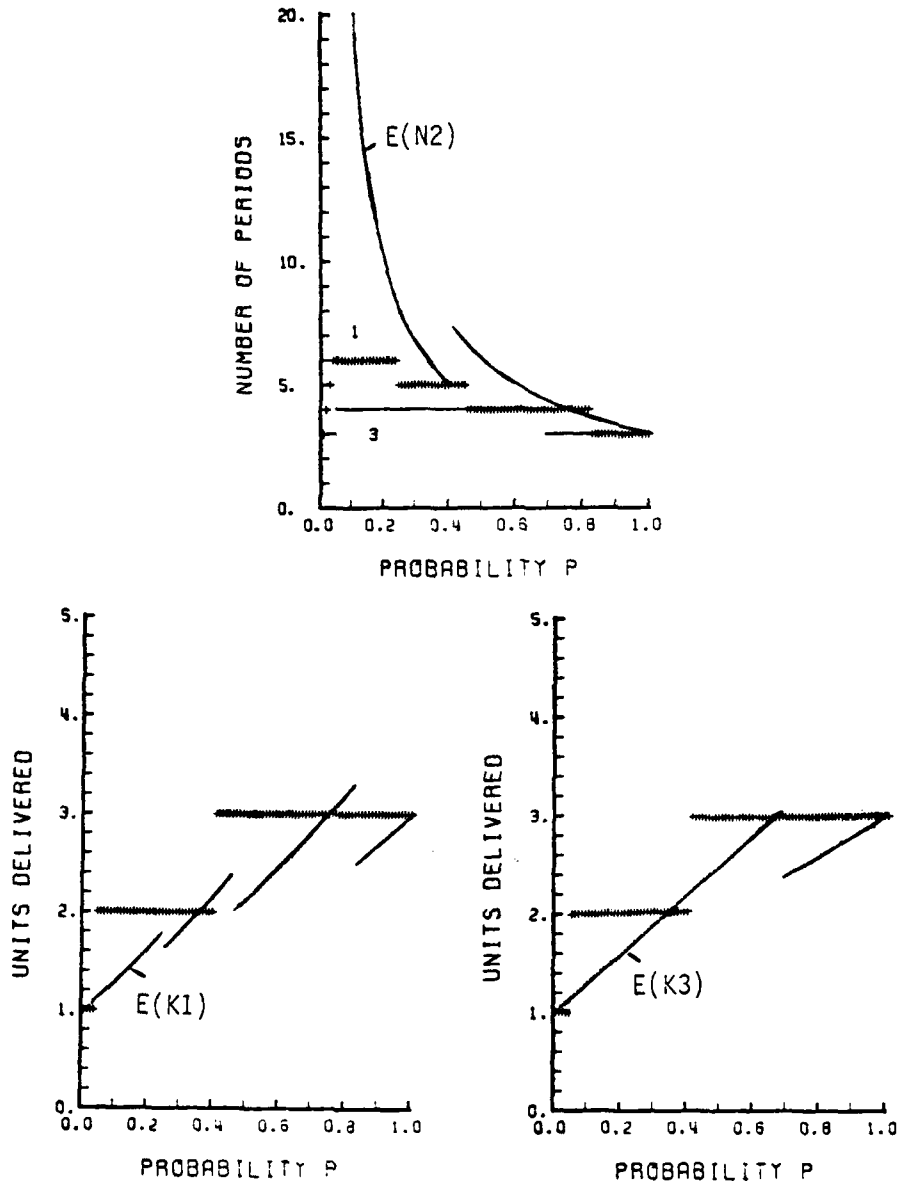 20.
15.
10.
5.
0.
NUMBER OF PERIODS
E(N2)
1
3
0.0 0.2 0.4 0.6 0.8 1.0
PROBABILITY P
5.
4.
3.
2.
1.
0.
UNITS DELIVERED
E(K1)
0.0 0.2 0.4 0.6 0.8 1.0
PROBABILITY P
5.
4.
3.
2.
1.
0.
UNITS DELIVERED
E(K3)
0.0 0.2 0.4 0.6 0.8 1.0
PROBABILITY P